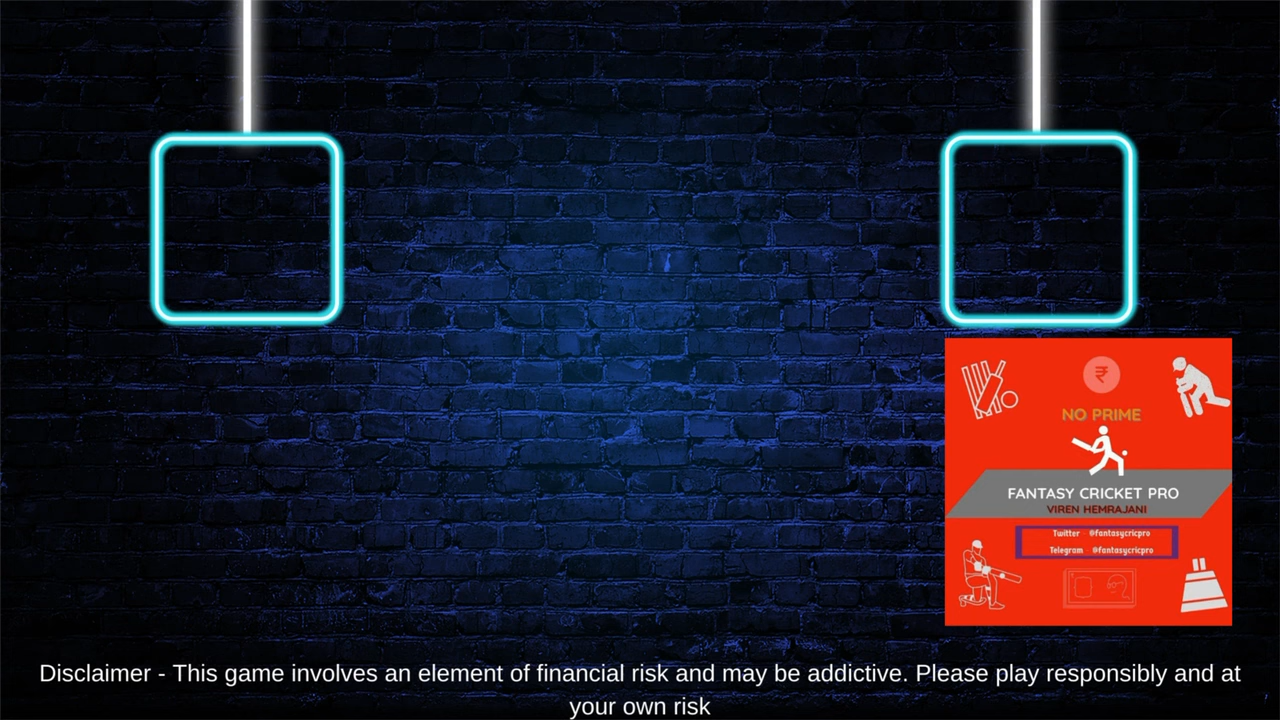 ₹
NO PRIME
FANTASY CRICKET PRO
VIREN HEMRAJANI
Twitter @fantasycricpro
Telegram @fantasycricpro
Disclaimer - This game involves an element of financial risk and may be addictive. Please play responsibly and at
your own risk